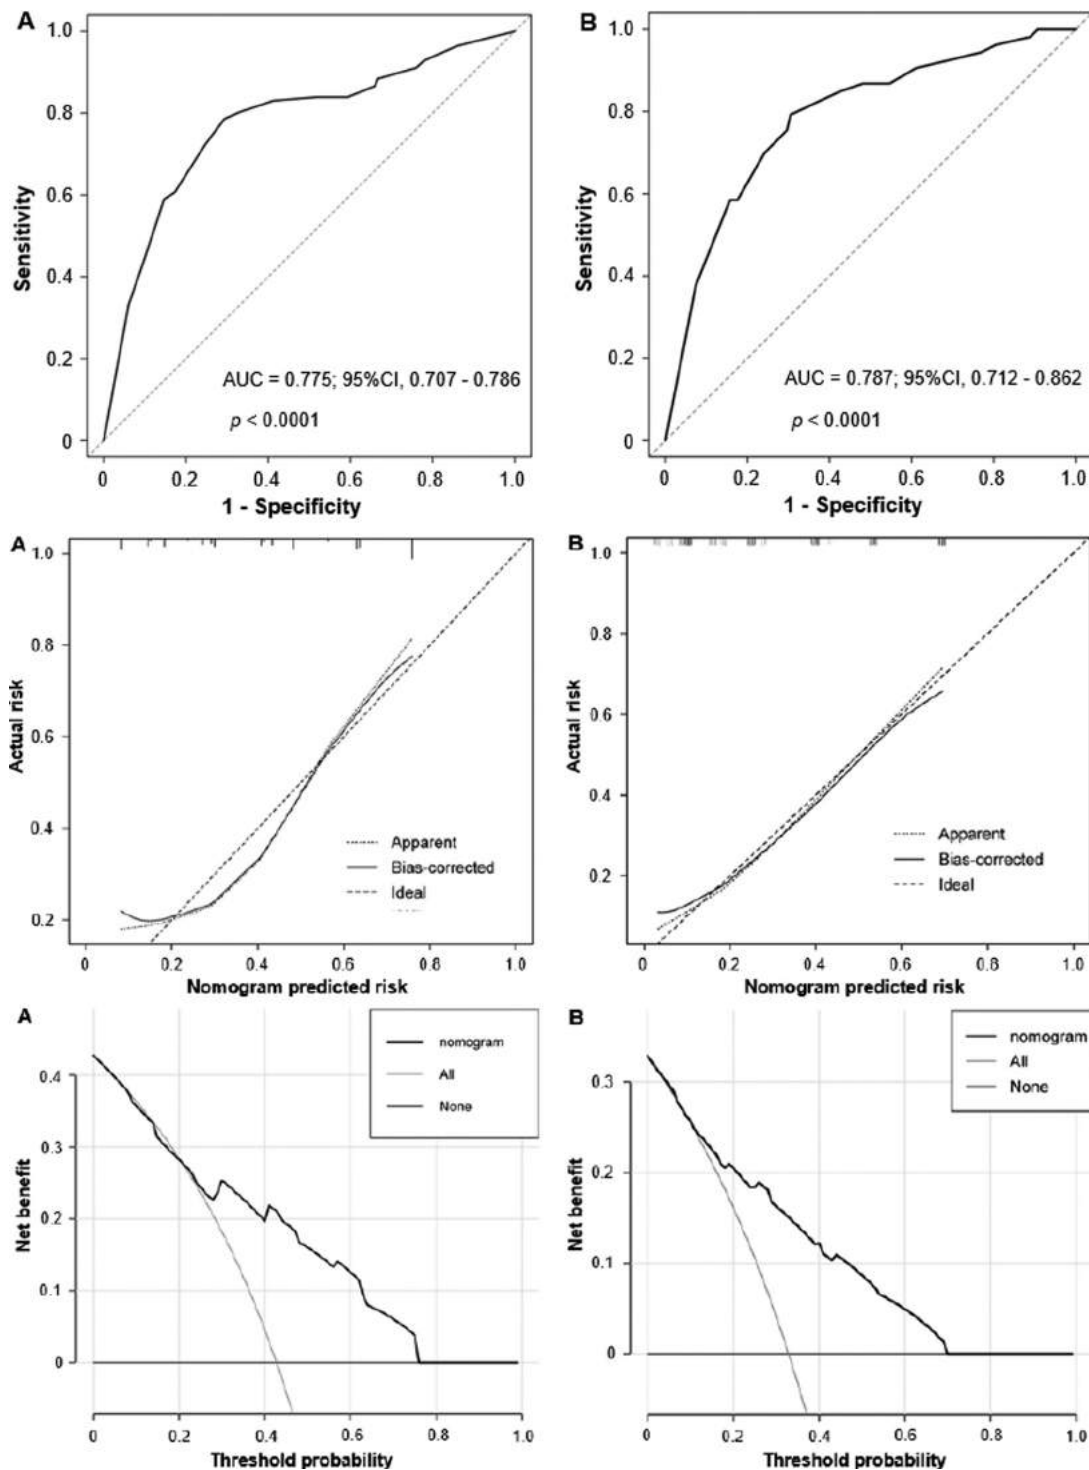 A
1.0
0.8
0.6
0.4
0.2
0
Sensitivity
AUC = 0.775; 95%CI, 0.707 - 0.786
p < 0.0001
0 0.2 0.4 0.6 0.8 1.0
1 - Specificity
B
1.0
0.8
0.6
0.4
0.2
0
Sensitivity
AUC = 0.787; 95%CI, 0.712 - 0.862
p < 0.0001
0 0.2 0.4 0.6 0.8 1.0
1 - Specificity
A
1.0
0.8
0.6
0.4
0.2
Actual risk
Apparent
Bias-corrected
Ideal
0 0.2 0.4 0.6 0.8 1.0
Nomogram predicted risk
B
1.0
0.8
0.6
0.4
0.2
Actual risk
Apparent
Bias-corrected
Ideal
0 0.2 0.4 0.6 0.8 1.0
Nomogram predicted risk
A
nomogram
All
None
0.4
0.3
0.2
0.1
0
Net benefit
0 0.2 0.4 0.6 0.8 1.0
Threshold probability
B
nomogram
All
None
0.3
0.2
0.1
0
Net benefit
0 0.2 0.4 0.6 0.8 1.0
Threshold probability